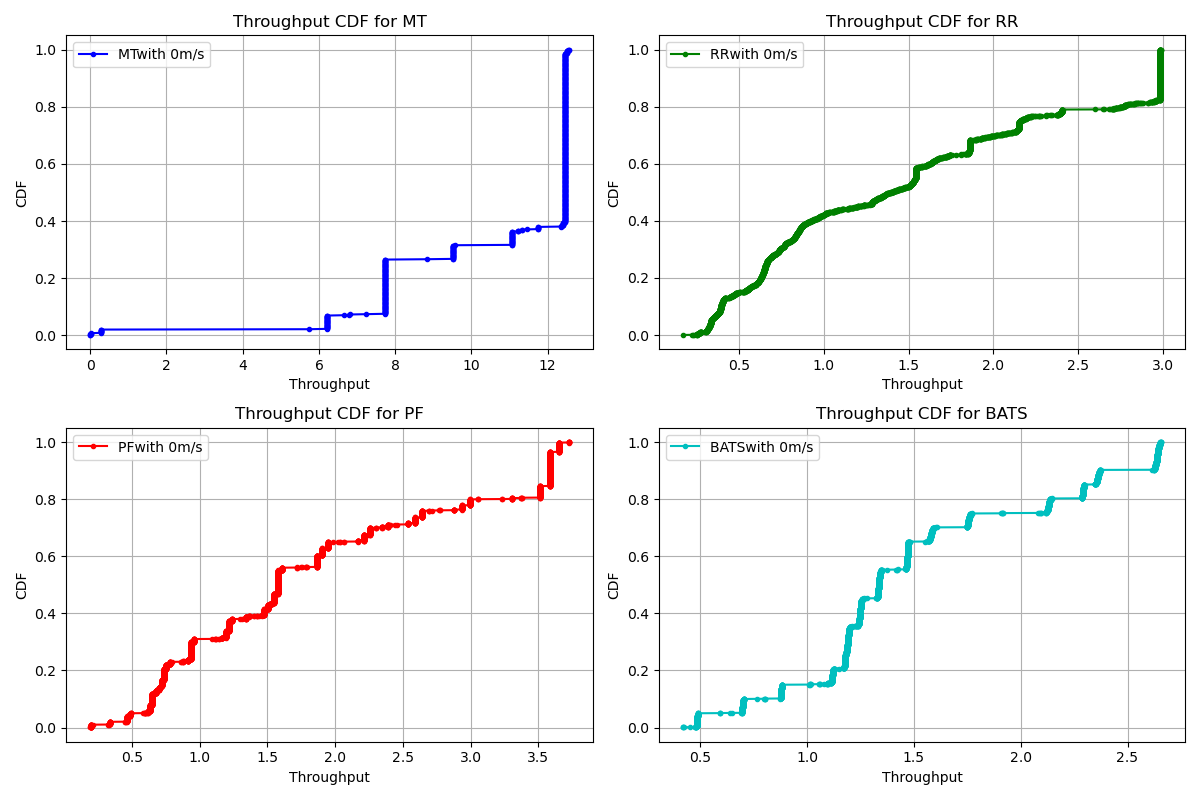 Throughput CDF for MT
MTwith 0m/s
CDF
1.0
0.8
0.6
0.4
0.2
0.0
0 2 4 6 8 10 12
Throughput
Throughput CDF for RR
RRwith 0m/s
CDF
1.0
0.8
0.6
0.4
0.2
0.0
0.5 1.0 1.5 2.0 2.5 3.0
Throughput
Throughput CDF for PF
PFwith 0m/s
CDF
1.0
0.8
0.6
0.4
0.2
0.0
0.5 1.0 1.5 2.0 2.5 3.0 3.5
Throughput
Throughput CDF for BATS
BATSwith 0m/s
CDF
1.0
0.8
0.6
0.4
0.2
0.0
0.5 1.0 1.5 2.0 2.5
Throughput